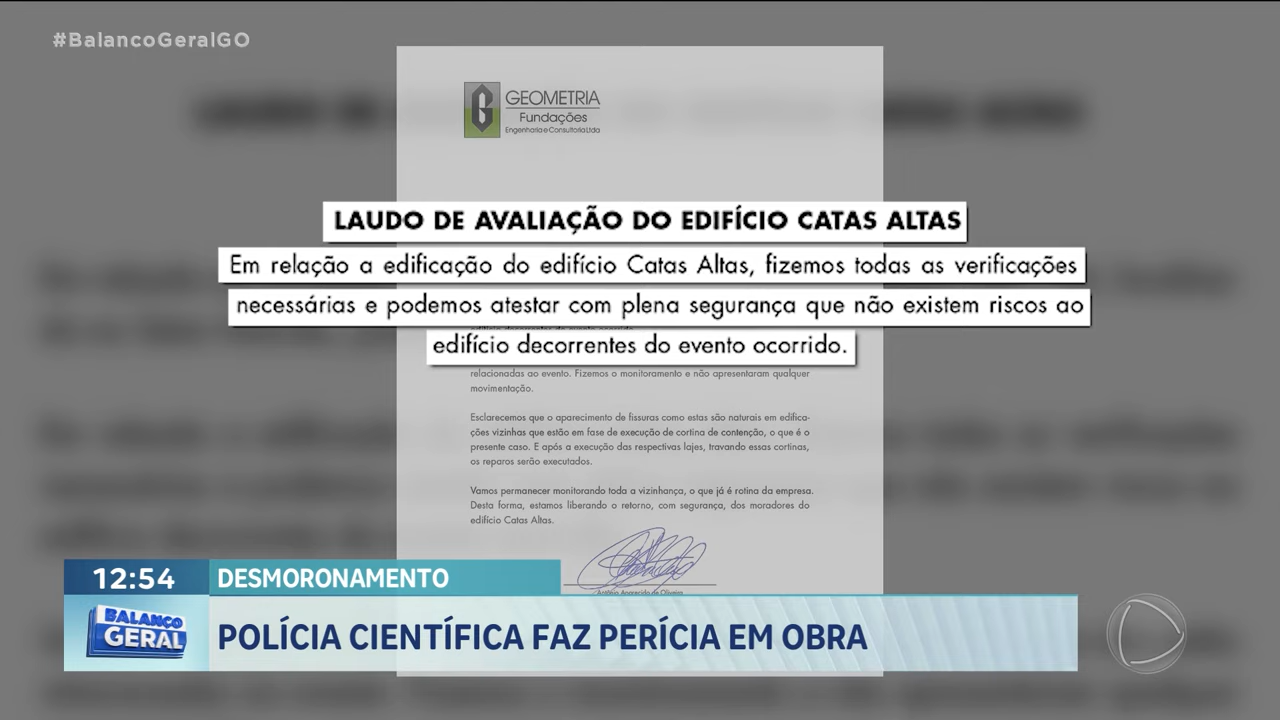 #BalancoGeralGO
GEOMETRIA
Fundações
Engenharia e Consultoria Ltda
LAUDO DE AVALIAÇÃO DO EDIFÍCIO CATAS ALTAS
Em relação a edificação do edifício Catas Altas, fizemos todas as verificações
necessárias e podemos atestar com plena segurança que não existem riscos ao
edifício decorrentes do evento ocorrido.
relacionadas ao evento. Fizemos o monitoramento e não apresentaram qualquer
movimentação.
Esclarecemos que o aparecimento de fissuras como estas são naturais em edifica-
ções vizinhas que estão em fase de execução de cortina de contenção, o que é o
presente caso. E após a execução das respectivas lajes, travando essas cortinas,
os reparos serão executados.
Vamos permanecer monitorando toda a vizinhança, o que já é rotina da empresa.
Desta forma, estamos liberando o retorno, com segurança, dos moradores do
edifício Catas Altas.
Antônio Aparecido de Oliveira
12:54 DESMORONAMENTO
BALANÇO
GERAL
POLÍCIA CIENTÍFICA FAZ PERÍCIA EM OBRA